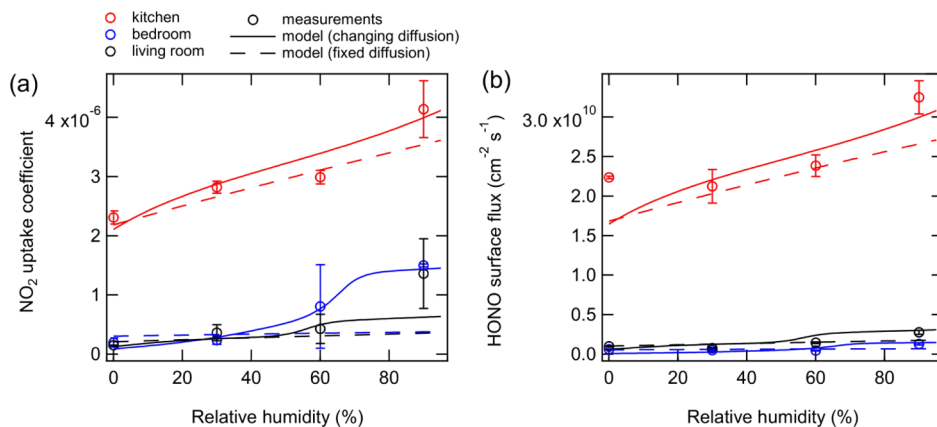 kitchen
bedroom
living room
measurements
model (changing diffusion)
model (fixed diffusion)
(a)
NO₂ uptake coefficient
4 x10⁻⁶
3
2
1
0
0 20 40 60 80
Relative humidity (%)
(b)
HONO surface flux (cm⁻² s⁻¹)
3.0 x10¹⁰
2.5
2.0
1.5
1.0
0.5
0.0
0 20 40 60 80
Relative humidity (%)